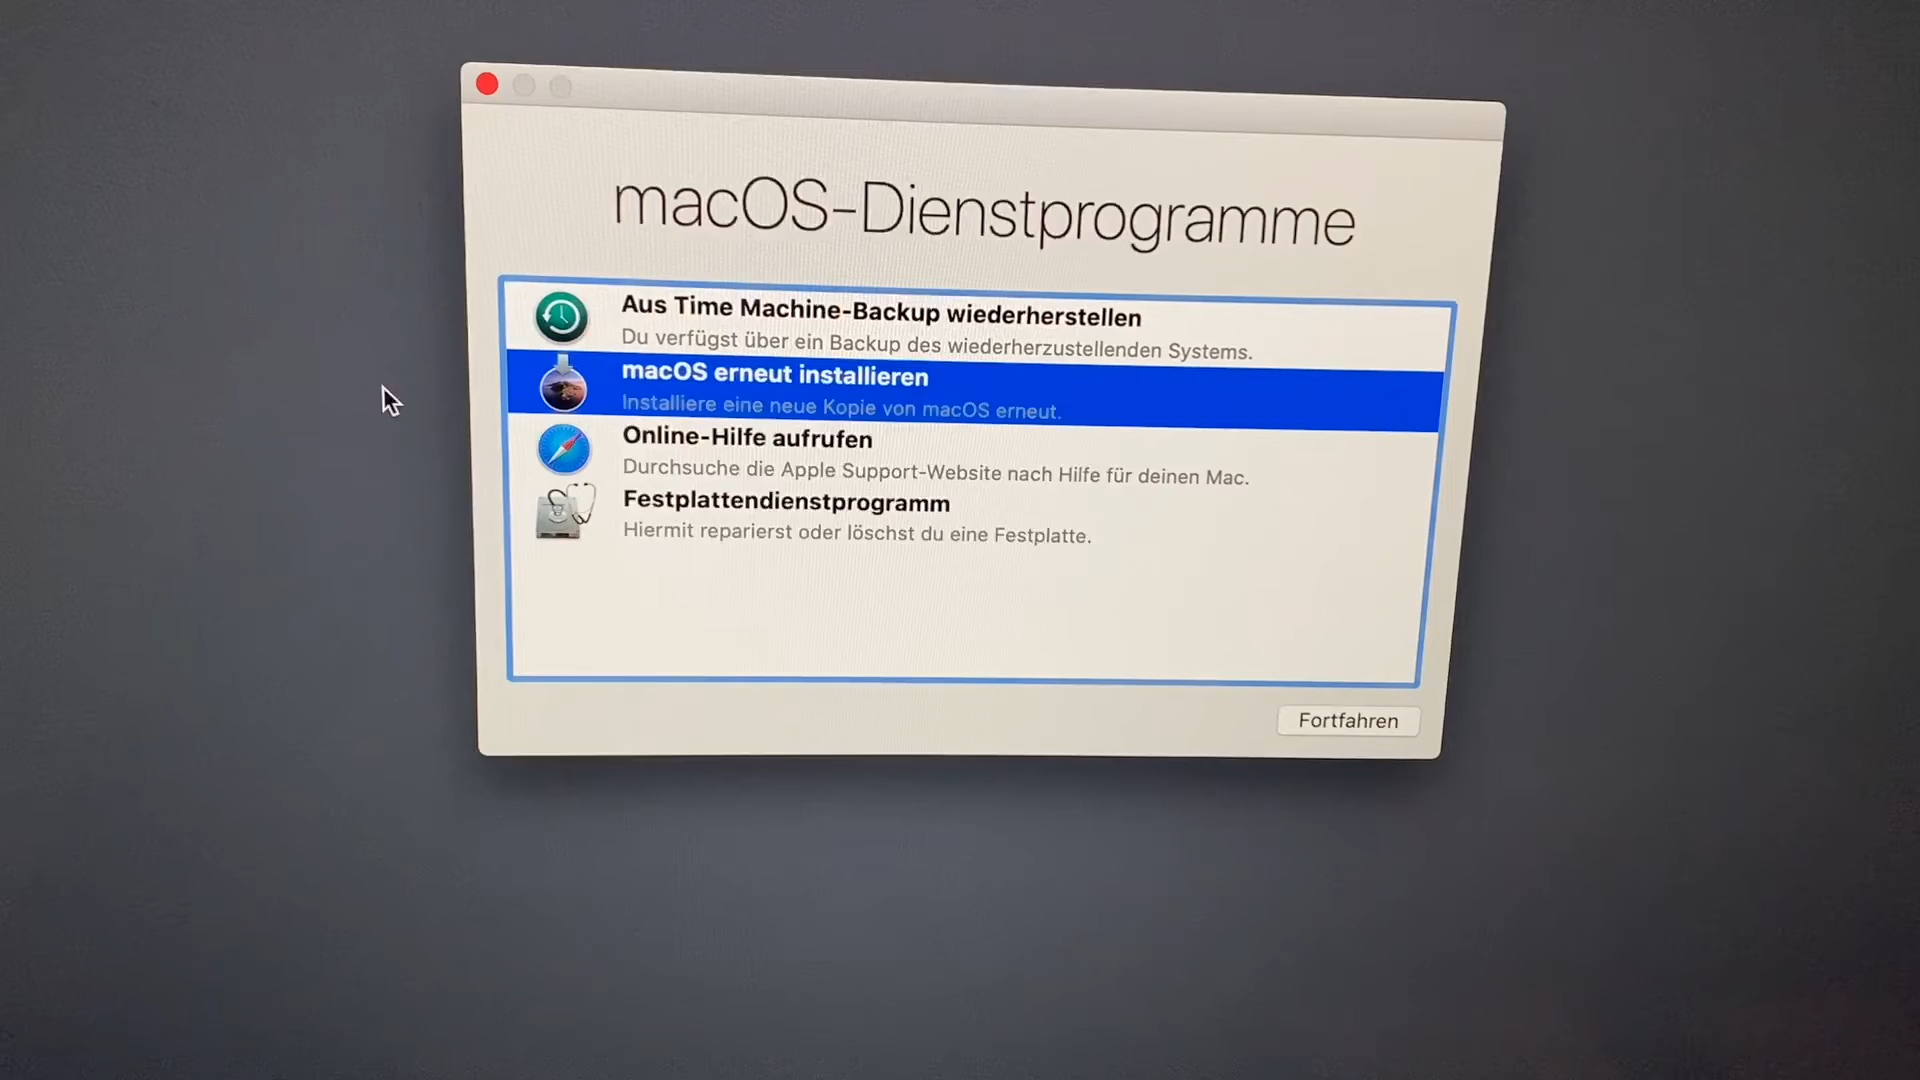 macOS-Dienstprogramme
Aus Time Machine-Backup wiederherstellen
Du verfügst über ein Backup des wiederherzustellenden Systems.
macOS erneut installieren
Installiere eine neue Kopie von macOS erneut.
Online-Hilfe aufrufen
Durchsuche die Apple Support-Website nach Hilfe für deinen Mac.
Festplattendienstprogramm
Hiermit reparierst oder löschst du eine Festplatte.
Fortfahren